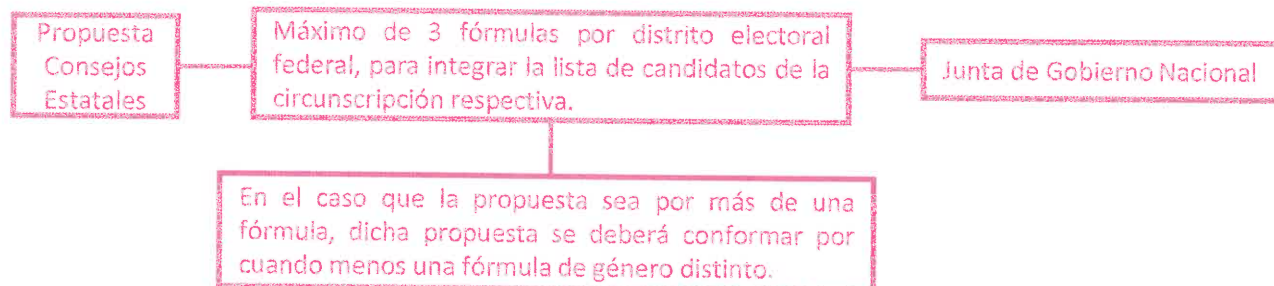 Propuesta
Consejos
Estatales
Máximo de 3 fórmulas por distrito electoral
federal, para integrar la lista de candidatos de la
circunscripción respectiva.
Junta de Gobierno Nacional
En el caso que la propuesta sea por más de una
fórmula, dicha propuesta se deberá conformar por
cuando menos una fórmula de género distinto.